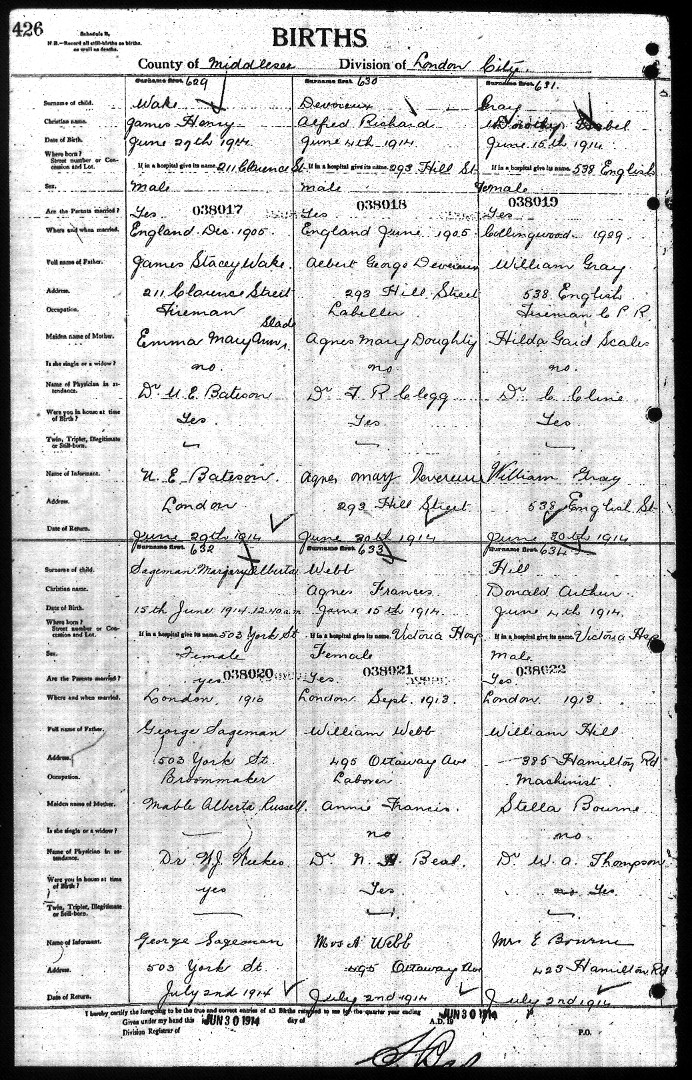 426
Schedule B,
N B.—Record all still-births as births.
as well as deaths.
BIRTHS
County of Middlesex Division of London City.
Surname first. 629 Surname first. 630 Surname first. 631.
Surname of child. Wake Devereux Gray
Christian name. James Henry Alfred Richard Dorothy Isabel
Date of Birth. June 29th 1914 June 4th 1914. June 15th 1914
Where born?
Street number or Con-
cession and Lot. If in a hospital give its name. 211 Clarence St If in a hospital give its name. 293 Hill St If in a hospital give its name. 538 English
Sex. Male male Female
Are the Parents married? Yes 038017 Yes 038018 Yes 038019
Where and when married. England Dec. 1905 England June 1905 Collingwood 1909.
Full name of Father. James Stacey Wake. Albert George Devereux William Gray
Address. 211 Clarence Street 293 Hill Street 538 English
Occupation. Fireman Labeller Fireman C P R.
Maiden name of Mother. Emma Mary Ann Slade Agnes Mary Doughty Hilda Scales
Is she single or a widow? no. no no.
Name of Physician in at-
tendance. Dr U. E. Bateson Dr F R Clegg Dr C Cline
Were you in house at time
of Birth? Yes. Yes Yes
Twin, Triplet, Illegitimate
or Still-born. — — —
Name of Informant. U. E. Bateson. Agnes may Devereux William Gray
Address. London 293 Hill Street 538 English St
Date of Return. June 29th 1914 June 30th 1914 June 30th 1914
Surname first. 632 Surname first. 633 Surname first. 634
Surname of child. Sageman Margary Alberta Webb Hill
Christian name. Agnes Francis. Donald Arthur.
Date of Birth. 15th June 1914 12.40 a.m June 15th 1914. June 4th 1914
Where born?
Street number or Con-
cession and Lot. If in a hospital give its name. 503 York St If in a hospital give its name. Victoria Hosp If in a hospital give its name. Victoria Hosp
Sex. Female Female male
Are the Parents married? yes 038020 Yes. 038021 Yes 038022
Where and when married. London, 1910 London Sept. 1913. London 1913.
Full name of Father. George Sageman William Webb William Hill
Address. 503 York St. 495 Ottaway Ave 385 Hamilton Rd
Occupation. Broommaker Laborer Machinist.
Maiden name of Mother. Mable Alberta Russell. Annie Francis. Stella Bourne
Is she single or a widow? — no no.
Name of Physician in at-
tendance. Dr W.J. Weekes Dr N. H Beal. Dr W. A. Thompson
Were you in house at time
of Birth? yes Yes. no Yes.
Twin, Triplet, Illegitimate
or Still-born. — — —
Name of Informant. George Sageman Mrs A Webb Mrs E Bourne
Address. 503 York St. 495 Ottaway Ave 423 Hamilton Rd
Date of Return. July 2nd 1914 July 2nd 1914 July 2nd 1914
I hereby certify the foregoing to be the true and correct entries of all Births returned to me for the quarter year ending
Given under my hand this JUN 30 1914 day of A.D. 19 JUN 30 1914
Division Registrar of P.O.